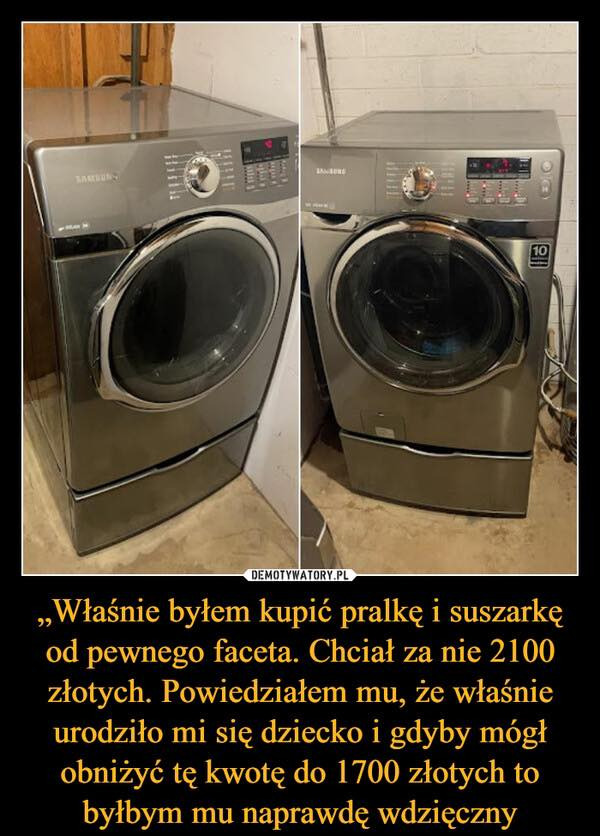 SAMSUNG
SAMSUNG
10
DEMOTYWATORY.PL
„Właśnie byłem kupić pralkę i suszarkę
od pewnego faceta. Chciał za nie 2100
złotych. Powiedziałem mu, że właśnie
urodziło mi się dziecko i gdyby mógł
obniżyć tę kwotę do 1700 złotych to
byłbym mu naprawdę wdzięczny